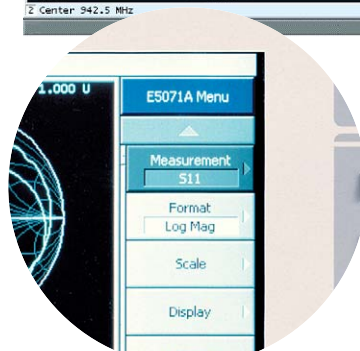 2 Center 942.5 MHz
1.000 U
E5071A Menu
Measurement
S11
Format
Log Mag
Scale
Display